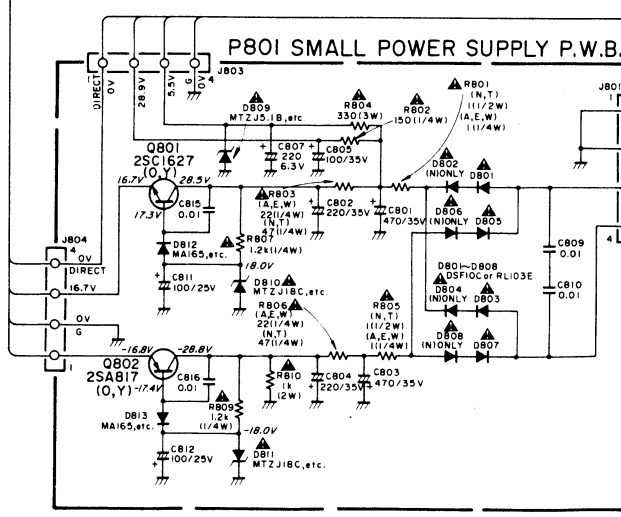 P801 SMALL POWER SUPPLY P.W.B.
J803
1
4
DIRECT
0V
28.9V
5.5V
G
0V
J801
1
4
D809
MTZJ5.1B,etc.
R804
330(3W)
R802
150(1/4W)
R801
(N,T)
1(1/2W)
(A,E,W)
1(1/4W)
Q801
2SC1627
(O,Y)
C807
220
6.3V
C805
100/35V
16.7V
28.5V
17.3V
C815
0.01
R803
(A,E,W)
22(1/4W)
(N,T)
47(1/4W)
C802
220/35V
C801
470/35V
D802
(N)ONLY
D801
D806
(N)ONLY
D805
J804
4
0V
DIRECT
16.7V
0V
G
1
D812
MA165,etc.
R807
1.2k(1/4W)
18.0V
C811
100/25V
D810
MTZJ18C,etc.
C809
0.01
D801~D808
DSF10C or RL103E
D804
(N)ONLY
D803
C810
0.01
R806
(A,E,W)
22(1/4W)
(N,T)
47(1/4W)
R805
(N,T)
1(1/2W)
(A,E,W)
1(1/4W)
D808
(N)ONLY
D807
-16.8V
-28.8V
Q802
2SA817
(O,Y)
-17.4V
C816
0.01
R810
1k
(2W)
C804
220/35V
C803
470/35V
D813
MA165,etc.
R809
1.2k
(1/4W)
-18.0V
C812
100/25V
D811
MTZJ18C,etc.